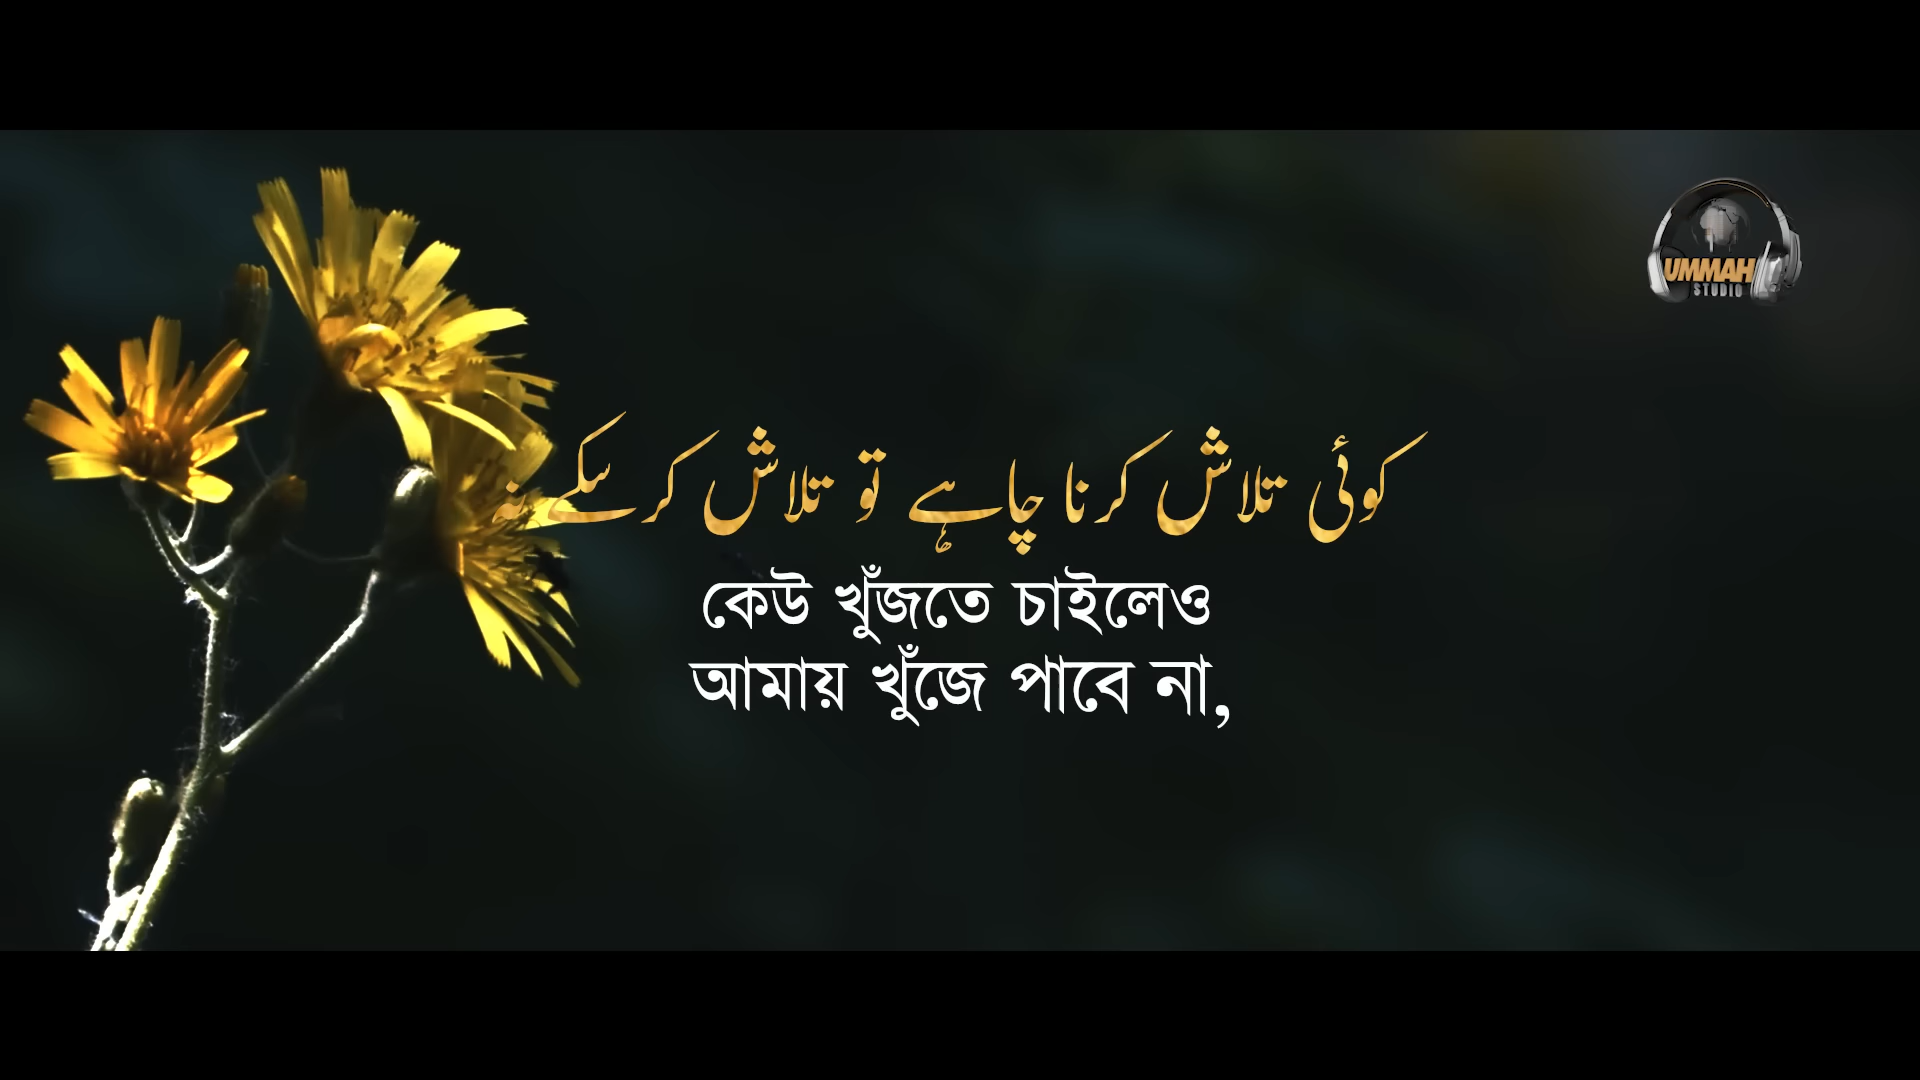 UMMAH
STUDIO
کوئی تلاش کرنا چاہے تو تلاش کر سکے نہ
কেউ খুঁজতে চাইলেও
আমায় খুঁজে পাবে না,